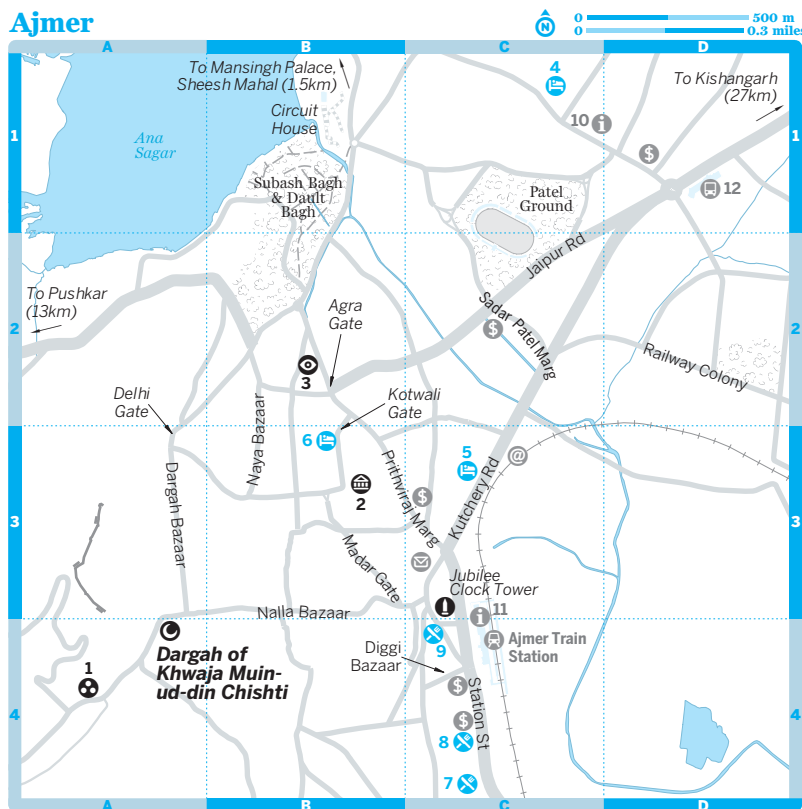 Ajmer
N
0 500 m
0 0.3 miles
A B C D
To Mansingh Palace,
Sheesh Mahal (1.5km)
4
To Kishangarh
(27km)
Circuit
House
10
1 1
Ana
Sagar
$
12
Subash Bagh
& Dault
Bagh
Patel
Ground
Jaipur Rd
To Pushkar
(13km)
Agra
Gate
Sadar Patel Marg
$
2 2
Railway Colony
3
Delhi
Gate
Kotwali
Gate
Naya Bazaar
6
5
@
Dargah Bazaar
Prithviraj Marg
Kutchery Rd
2
$
3 3
Madar Gate
Jubilee
Clock Tower
Nalla Bazaar
11
Dargah of
Khwaja Muin-
ud-din Chishti
9
Ajmer Train
Station
Diggi
Bazaar
1
$
Station St
4 4
$
8
7
A B C D